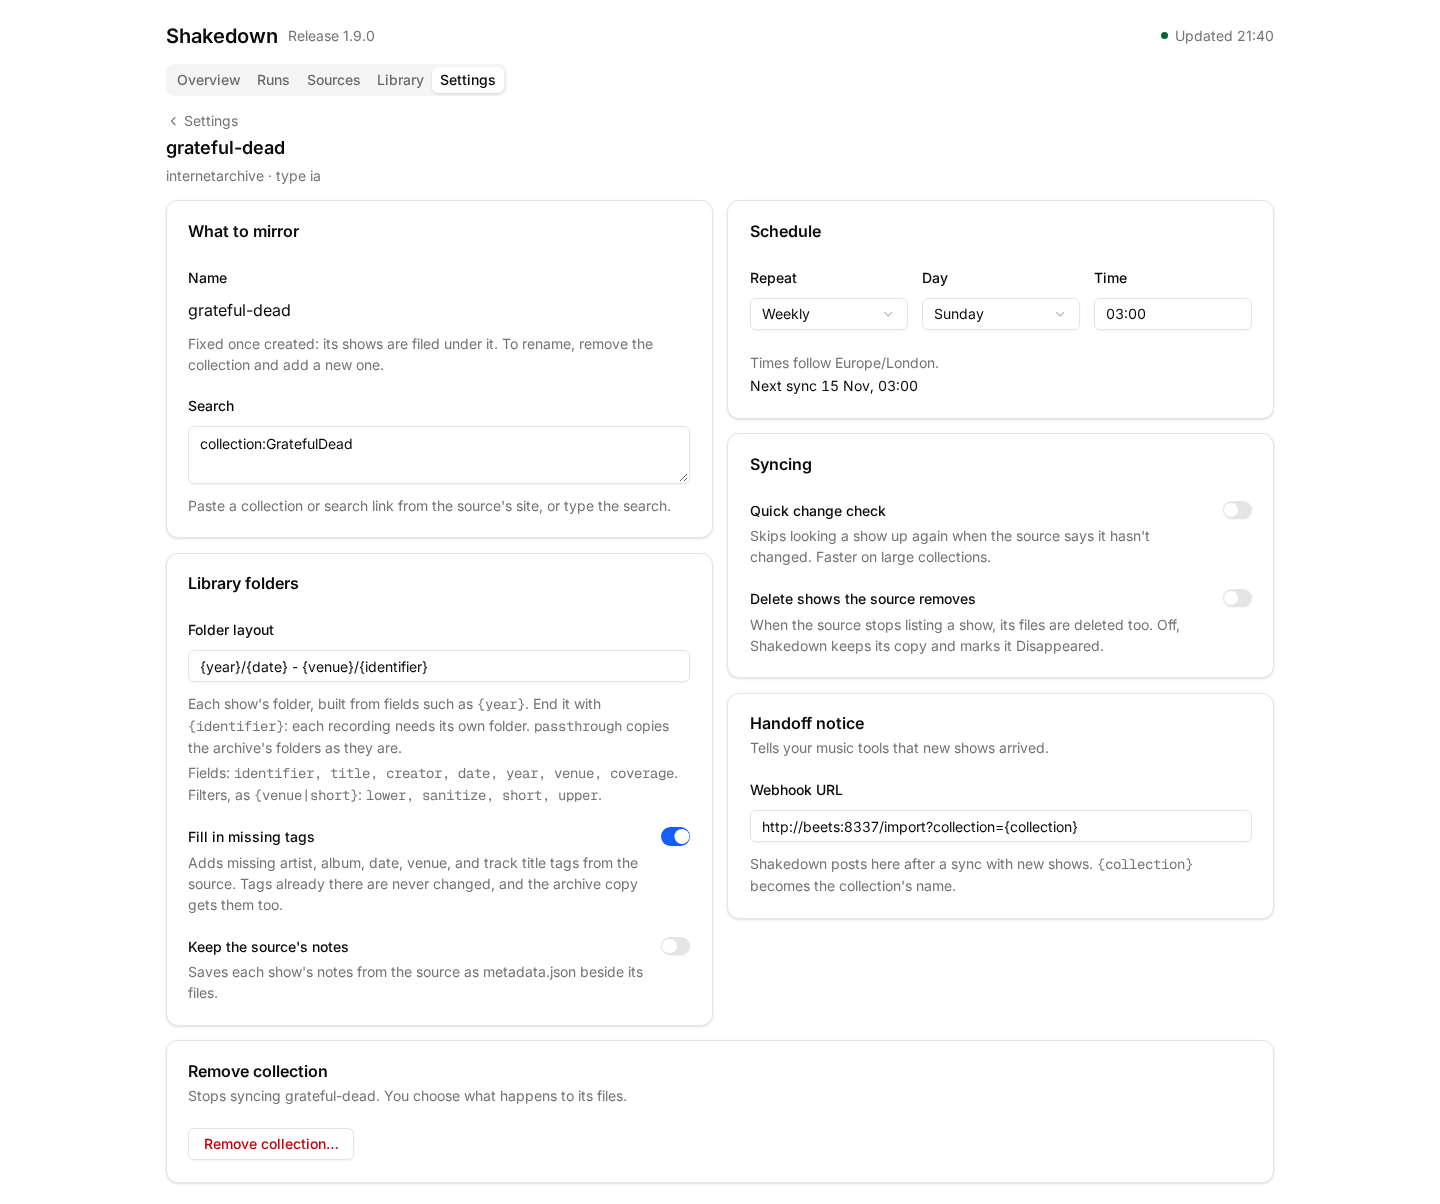 Shakedown Release 1.9.0
Updated 21:40
Overview Runs Sources Library Settings
Settings
grateful-dead
internetarchive · type ia
What to mirror
Name
grateful-dead
Fixed once created: its shows are filed under it. To rename, remove the
collection and add a new one.
Search
collection:GratefulDead
Paste a collection or search link from the source's site, or type the search.
Library folders
Folder layout
{year}/{date} - {venue}/{identifier}
Each show's folder, built from fields such as {year}. End it with
{identifier}: each recording needs its own folder. passthrough copies
the archive's folders as they are.
Fields: identifier, title, creator, date, year, venue, coverage.
Filters, as {venue|short}: lower, sanitize, short, upper.
Fill in missing tags
Adds missing artist, album, date, venue, and track title tags from the
source. Tags already there are never changed, and the archive copy
gets them too.
Keep the source's notes
Saves each show's notes from the source as metadata.json beside its
files.
Schedule
Repeat Day Time
Weekly Sunday 03:00
Times follow Europe/London.
Next sync 15 Nov, 03:00
Syncing
Quick change check
Skips looking a show up again when the source says it hasn't
changed. Faster on large collections.
Delete shows the source removes
When the source stops listing a show, its files are deleted too. Off,
Shakedown keeps its copy and marks it Disappeared.
Handoff notice
Tells your music tools that new shows arrived.
Webhook URL
http://beets:8337/import?collection={collection}
Shakedown posts here after a sync with new shows. {collection}
becomes the collection's name.
Remove collection
Stops syncing grateful-dead. You choose what happens to its files.
Remove collection...